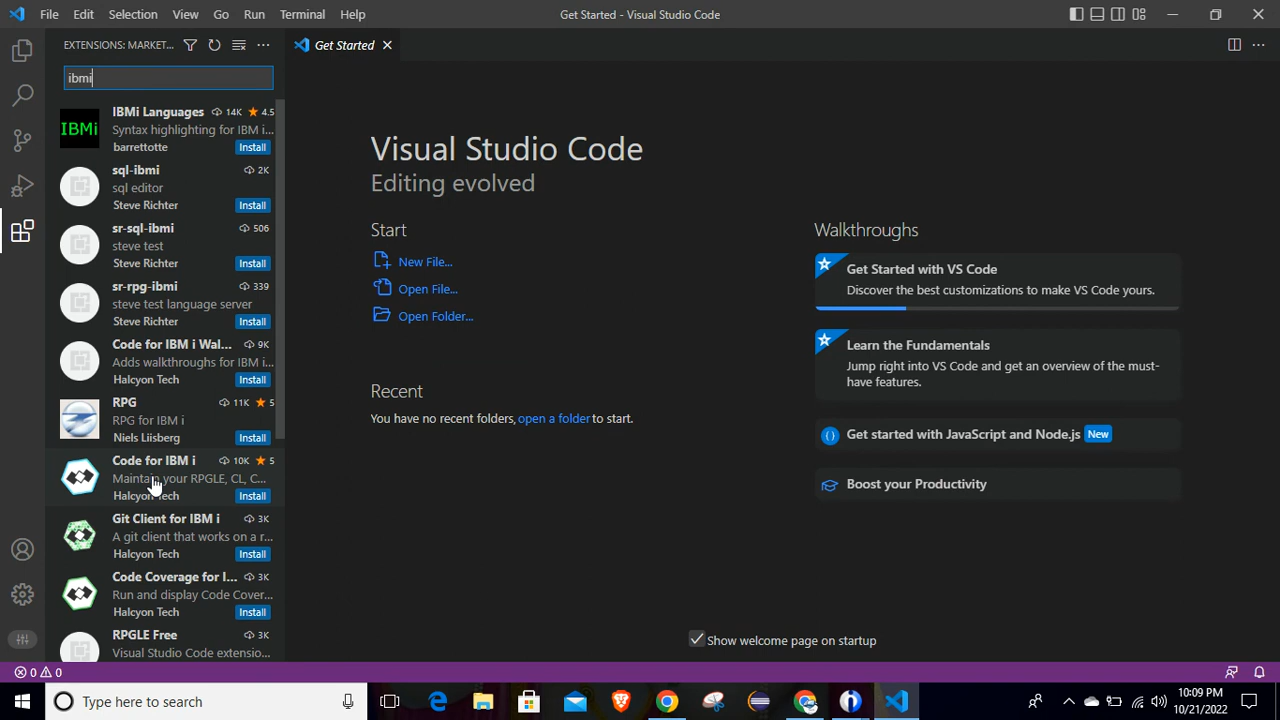 File Edit Selection View Go Run Terminal Help
Get Started - Visual Studio Code
EXTENSIONS: MARKET...
Get Started
ibmi
IBMi
IBMi Languages 14K 4.5
Syntax highlighting for IBM i...
barrettotte Install
sql-ibmi 2K
sql editor
Steve Richter Install
sr-sql-ibmi 506
steve test
Steve Richter Install
sr-rpg-ibmi 339
steve test language server
Steve Richter Install
Code for IBM i Wal... 9K
Adds walkthroughs for IBM i...
Halcyon Tech Install
RPG 11K 5
RPG for IBM i
Niels Liisberg Install
Code for IBM i 10K 5
Maintain your RPGLE, CL, C...
Halcyon Tech Install
Git Client for IBM i 3K
A git client that works on a r...
Halcyon Tech Install
Code Coverage for I... 3K
Run and display Code Cover...
Halcyon Tech Install
RPGLE Free 3K
Visual Studio Code extensio...
Visual Studio Code
Editing evolved
Start
New File...
Open File...
Open Folder...
Recent
You have no recent folders, open a folder to start.
Walkthroughs
Get Started with VS Code
Discover the best customizations to make VS Code yours.
Learn the Fundamentals
Jump right into VS Code and get an overview of the must-
have features.
Get started with JavaScript and Node.js New
Boost your Productivity
Show welcome page on startup
0 0
Type here to search
10:09 PM
10/21/2022